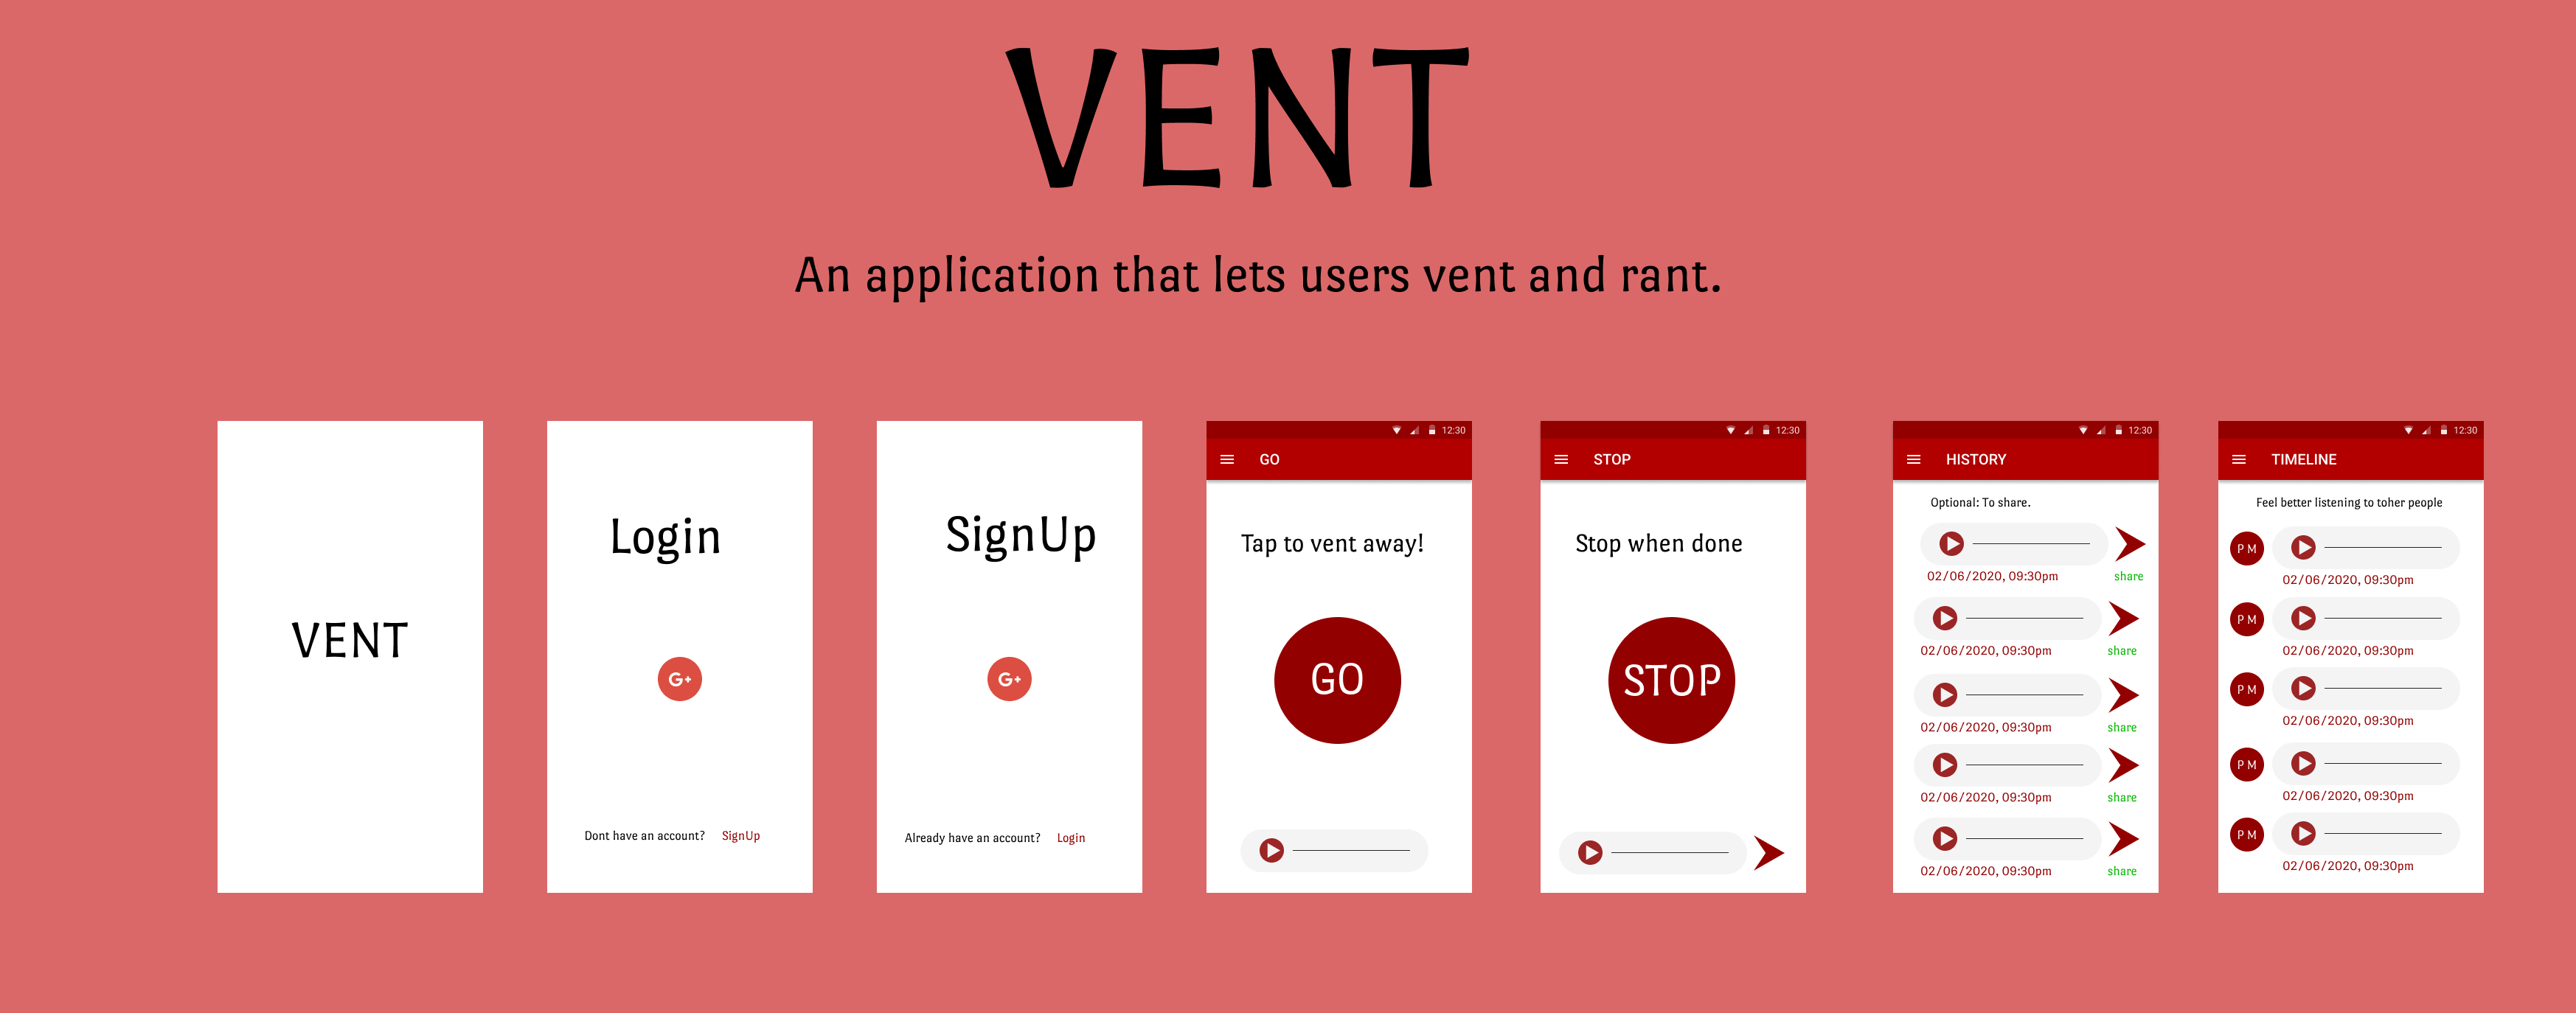 VENT
An application that lets users vent and rant.
VENT
Login
G+
Dont have an account? SignUp
SignUp
G+
Already have an account? Login
12:30
GO
Tap to vent away!
GO
12:30
STOP
Stop when done
STOP
12:30
HISTORY
Optional: To share.
02/06/2020, 09:30pm share
02/06/2020, 09:30pm share
02/06/2020, 09:30pm share
02/06/2020, 09:30pm share
02/06/2020, 09:30pm share
12:30
TIMELINE
Feel better listening to toher people
P M
02/06/2020, 09:30pm
P M
02/06/2020, 09:30pm
P M
02/06/2020, 09:30pm
P M
02/06/2020, 09:30pm
P M
02/06/2020, 09:30pm